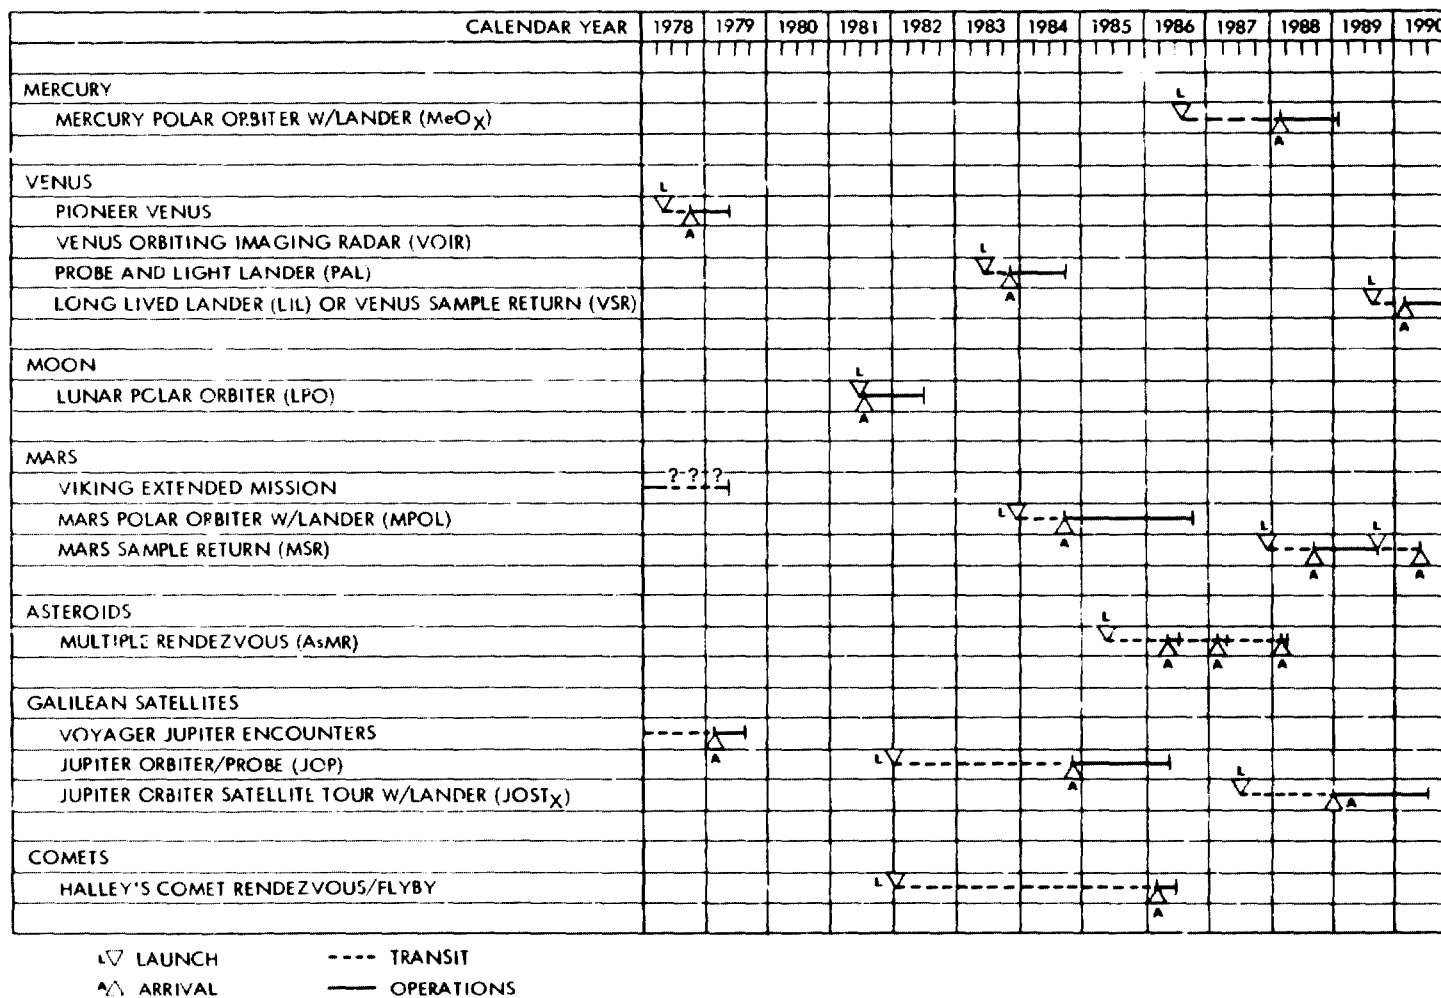 CALENDAR YEAR 1978 1979 1980 1981 1982 1983 1984 1985 1986 1987 1988 1989 1990
MERCURY
L
MERCURY POLAR ORBITER W/LANDER (MeOX)
A
VENUS
L
PIONEER VENUS
A
VENUS ORBITING IMAGING RADAR (VOIR)
L
PROBE AND LIGHT LANDER (PAL)
A
L
LONG LIVED LANDER (LIL) OR VENUS SAMPLE RETURN (VSR)
A
MOON
L
LUNAR POLAR ORBITER (LPO)
A
MARS
? ? ?
VIKING EXTENDED MISSION
MARS POLAR ORBITER W/LANDER (MPOL) L
A
L L
MARS SAMPLE RETURN (MSR)
A A
ASTEROIDS
L
MULTIPLE RENDEZVOUS (AsMR)
A A A
GALILEAN SATELLITES
VOYAGER JUPITER ENCOUNTERS
A
JUPITER ORBITER/PROBE (JOP) L
A
L
JUPITER ORBITER SATELLITE TOUR W/LANDER (JOSTX) A
COMETS
HALLEY'S COMET RENDEZVOUS/FLYBY L
A
L LAUNCH ---- TRANSIT
A ARRIVAL —— OPERATIONS